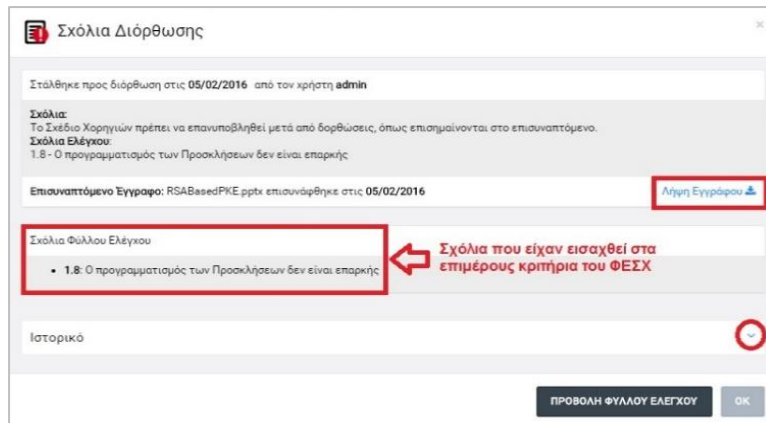 Σχόλια Διόρθωσης
×
Στάλθηκε προς διόρθωση στις 05/02/2016 από τον χρήστη admin
Σχόλια:
Το Σχέδιο Χορηγιών πρέπει να επανυποβληθεί μετά από δορθώσεις, όπως επισημαίνονται στο επισυναπτόμενο.
Σχόλια Ελέγχου:
1.8 - Ο προγραμματισμός των Προσκλήσεων δεν είναι επαρκής
Επισυναπτόμενο Έγγραφο: RSABasedPKE.pptx επισυνάφθηκε στις 05/02/2016
Λήψη Εγγράφου
Σχόλια Φύλλου Ελέγχου
• 1.8: Ο προγραμματισμός των Προσκλήσεων δεν είναι επαρκής
Σχόλια που είχαν εισαχθεί στα
επιμέρους κριτήρια του ΦΕΣΧ
Ιστορικό
ΠΡΟΒΟΛΗ ΦΥΛΛΟΥ ΕΛΕΓΧΟΥ
ΟΚ